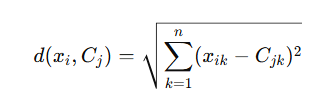 d(x_i, C_j) = \sqrt{\sum_{k=1}^{n} (x_{ik} - C_{jk})^2}